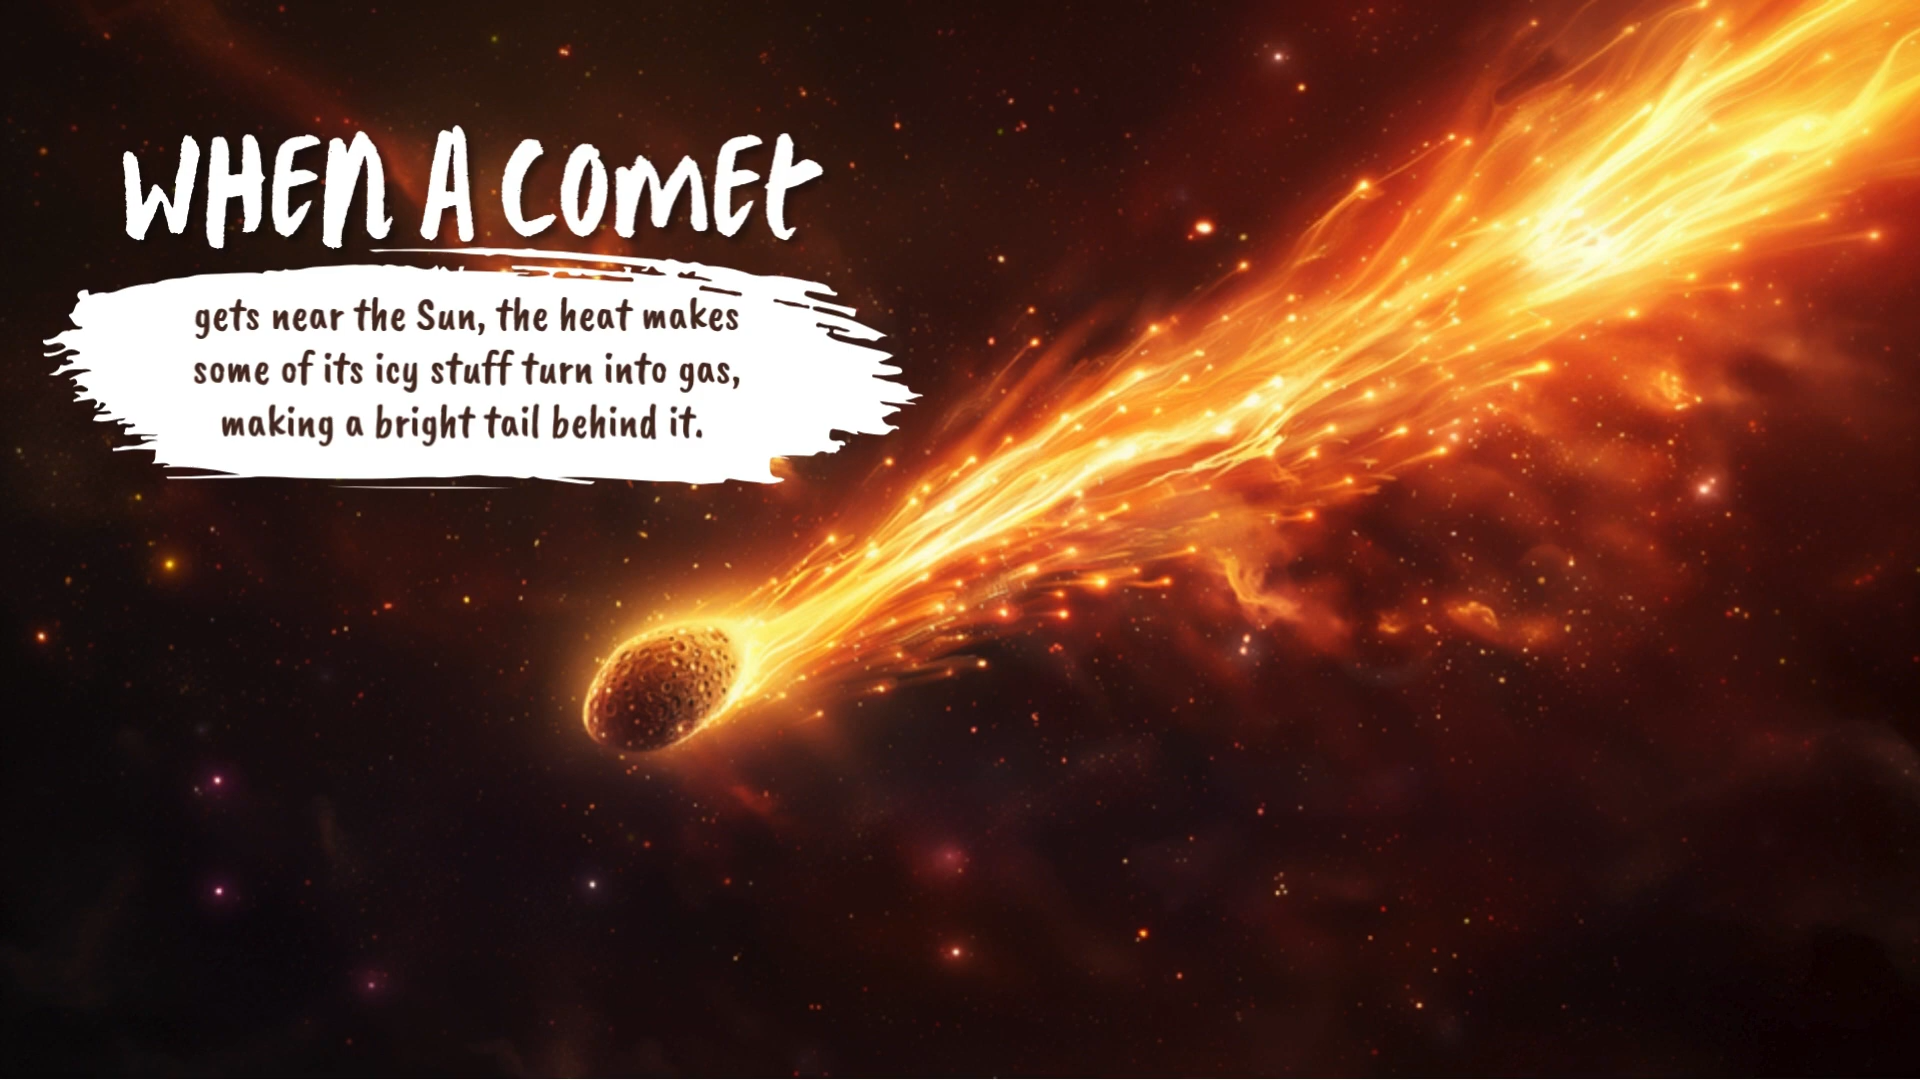 WHEN A COMET
gets near the Sun, the heat makes
some of its icy stuff turn into gas,
making a bright tail behind it.